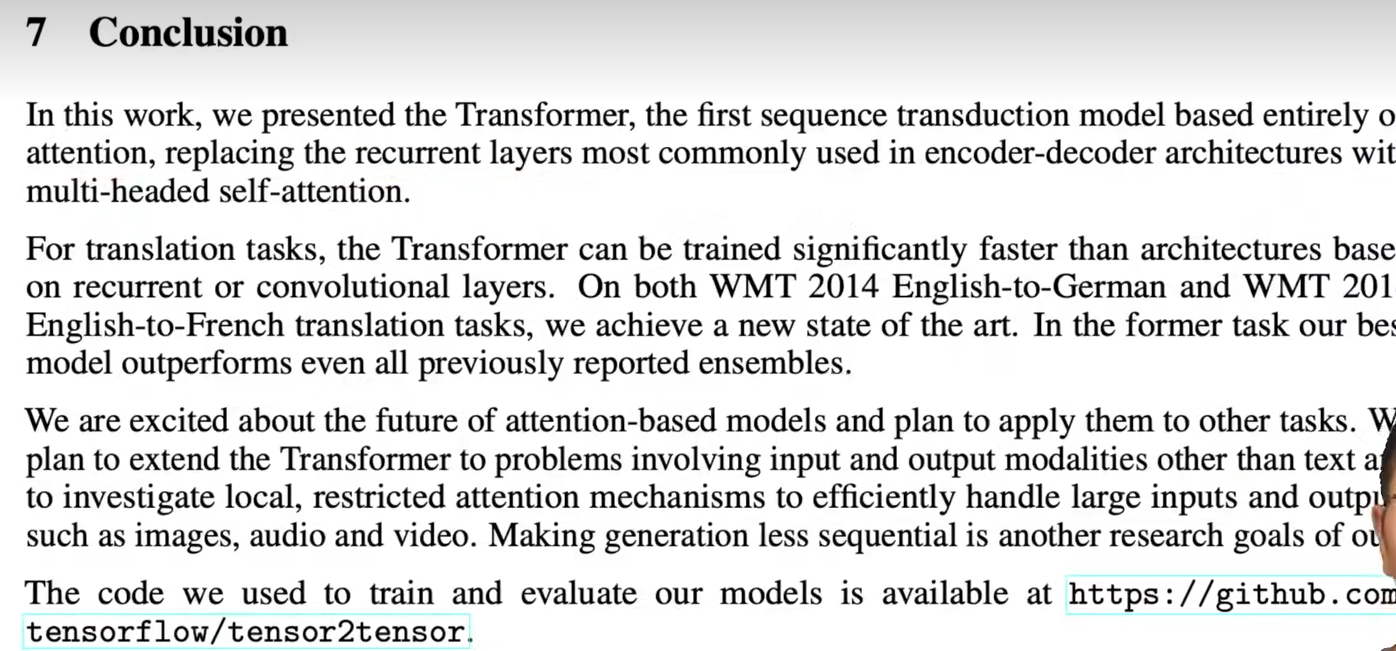 7 Conclusion
In this work, we presented the Transformer, the first sequence transduction model based entirely o
attention, replacing the recurrent layers most commonly used in encoder-decoder architectures wit
multi-headed self-attention.
For translation tasks, the Transformer can be trained significantly faster than architectures base
on recurrent or convolutional layers. On both WMT 2014 English-to-German and WMT 201
English-to-French translation tasks, we achieve a new state of the art. In the former task our bes
model outperforms even all previously reported ensembles.
We are excited about the future of attention-based models and plan to apply them to other tasks. W
plan to extend the Transformer to problems involving input and output modalities other than text a
to investigate local, restricted attention mechanisms to efficiently handle large inputs and outpu
such as images, audio and video. Making generation less sequential is another research goals of ou
The code we used to train and evaluate our models is available at https://github.com
tensorflow/tensor2tensor.